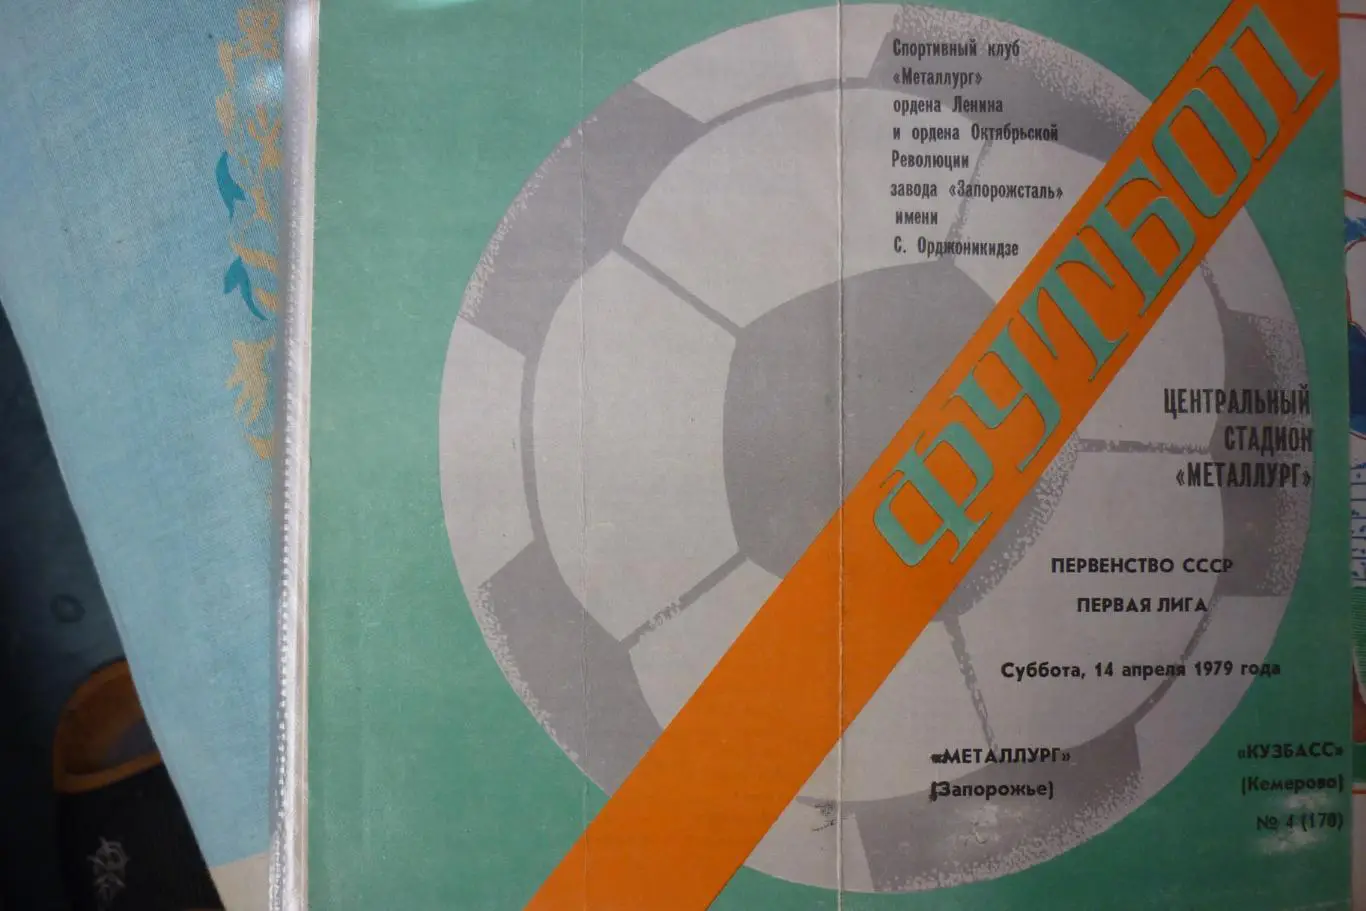 Спортивный клуб
«Металлург»
ордена Ленина
и ордена Октябрьской
Революции
завода «Запорожсталь»
имени
С. Орджоникидзе
ФУТБОЛ
ЦЕНТРАЛЬНЫЙ
СТАДИОН
«МЕТАЛЛУРГ»
ПЕРВЕНСТВО СССР
ПЕРВАЯ ЛИГА
Суббота, 14 апреля 1979 года
«МЕТАЛЛУРГ»
(Запорожье)
«КУЗБАСС»
(Кемерово)
№ 4 (170)